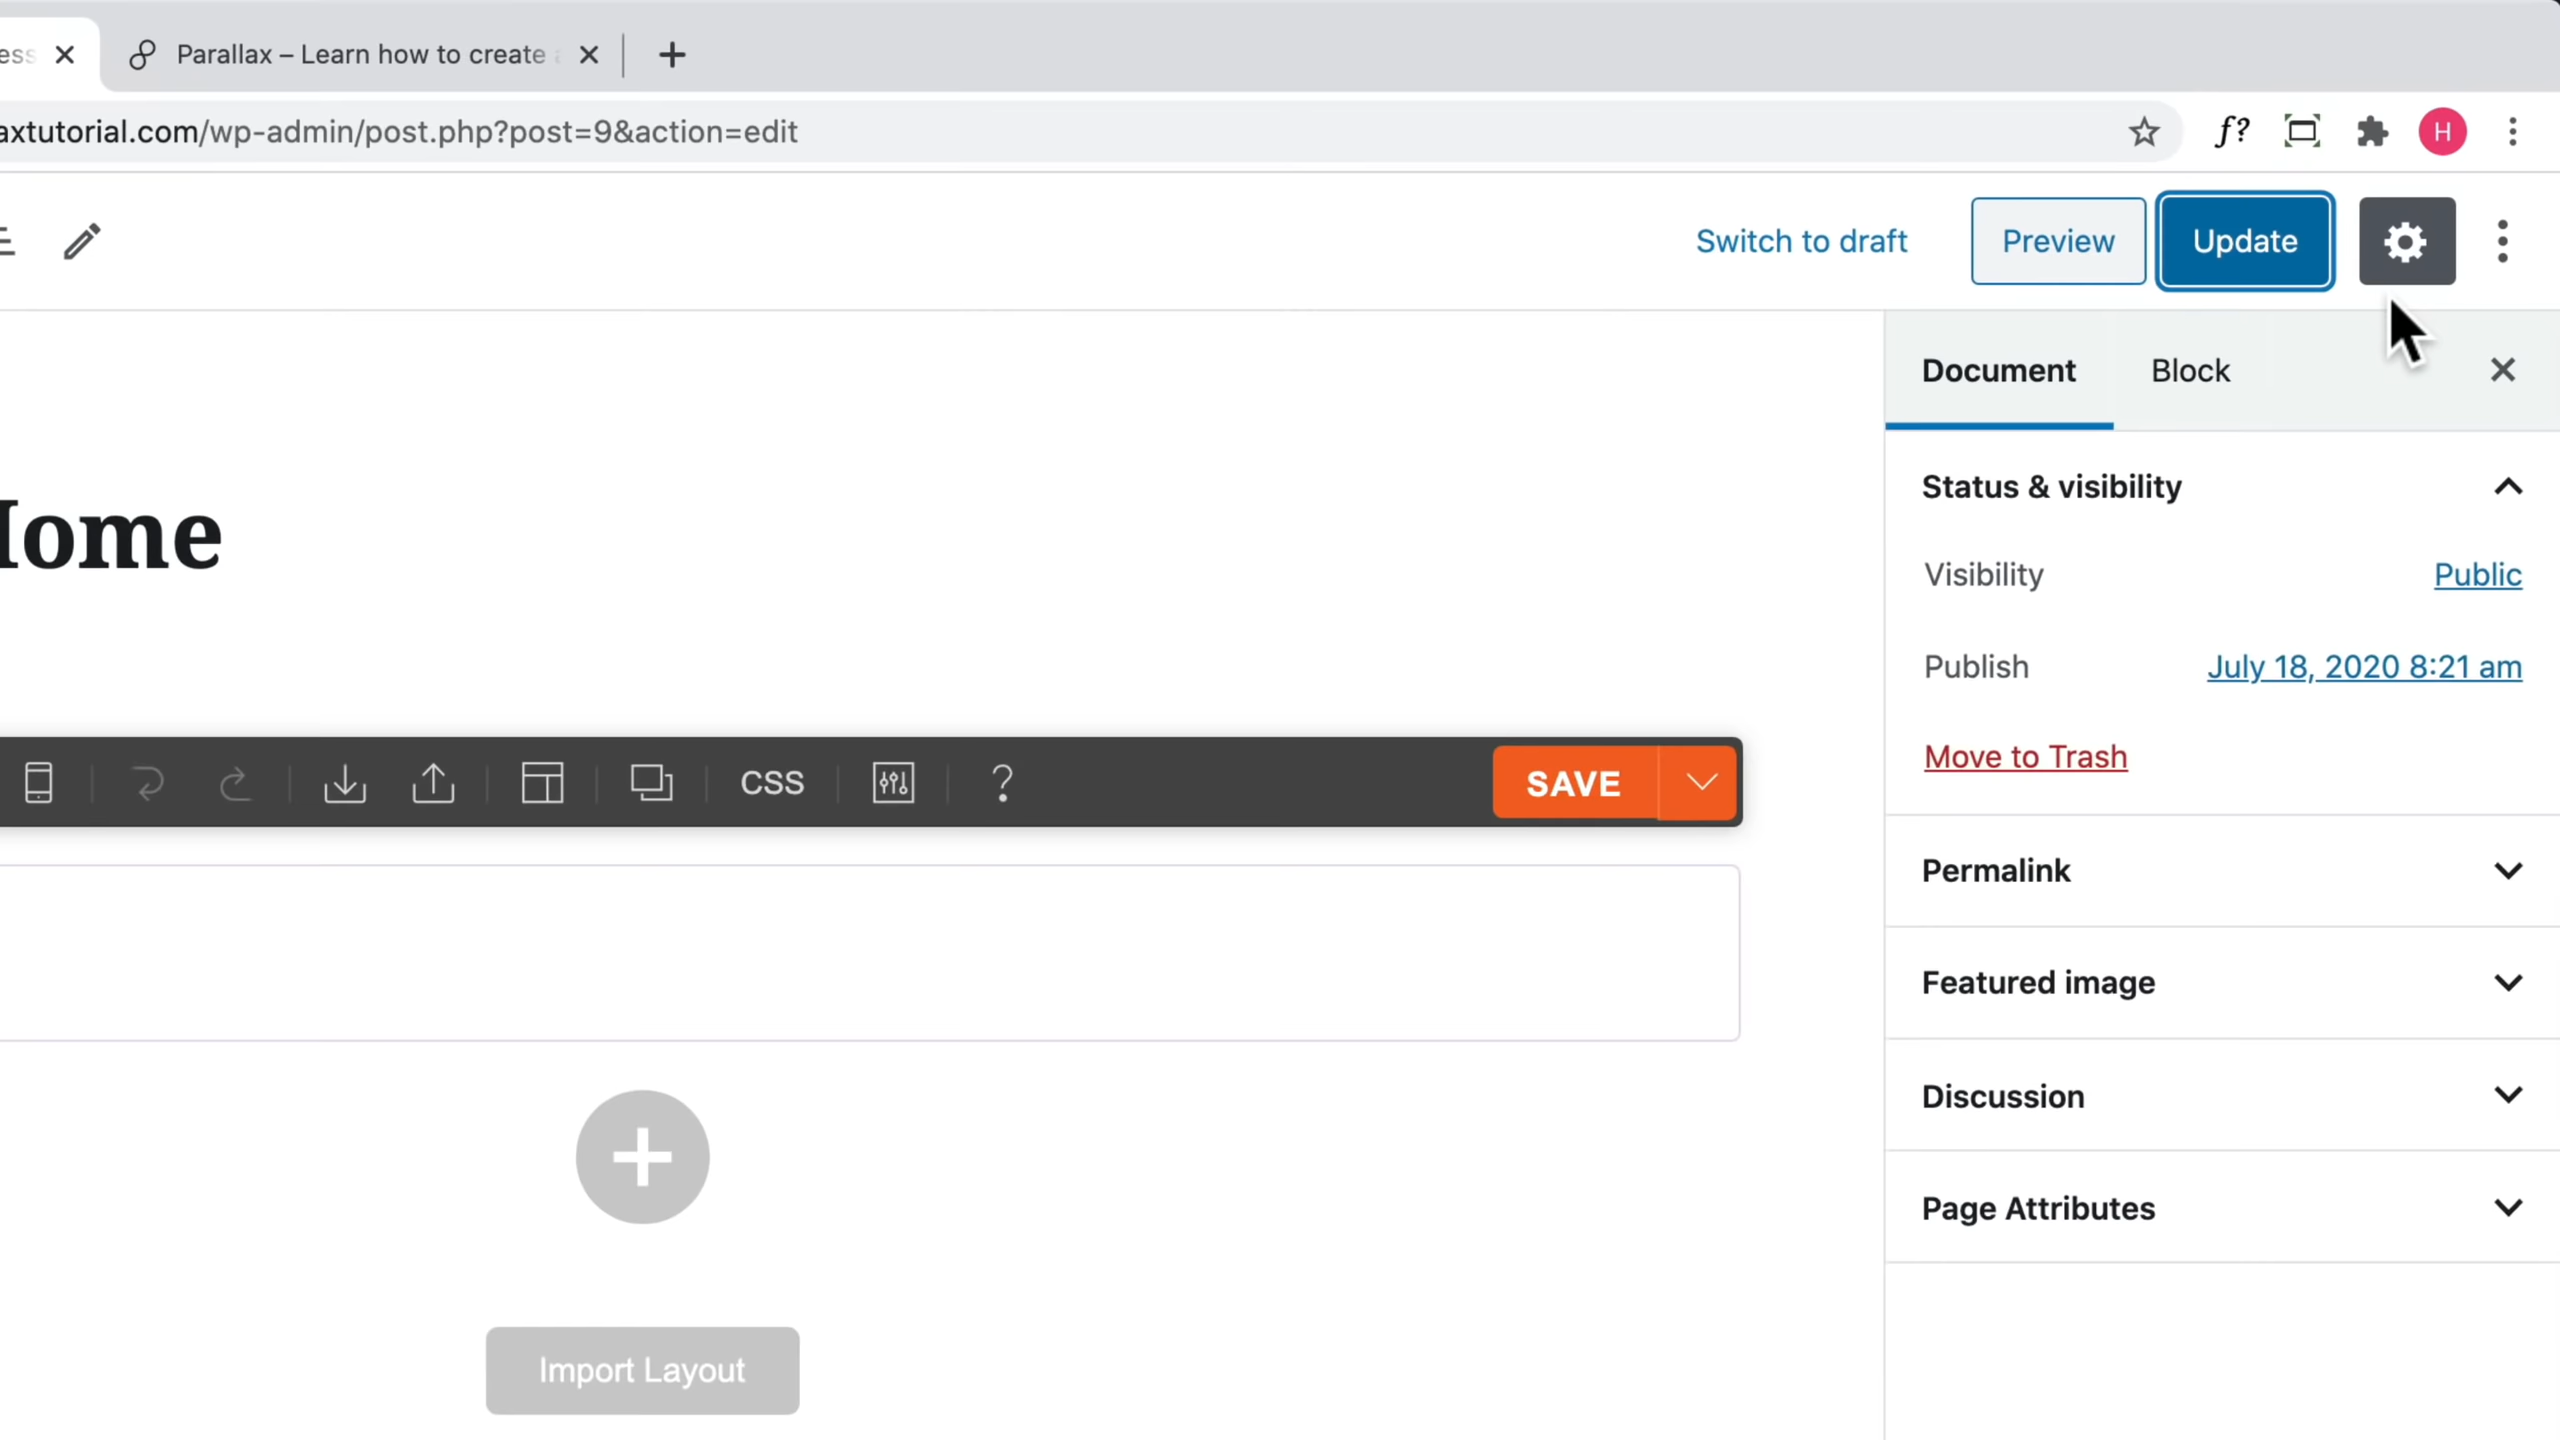 ess
Parallax – Learn how to create
axtutorial.com/wp-admin/post.php?post=9&action=edit
f?
H
Switch to draft
Preview
Update
Document
Block
Status & visibility
Home
Visibility
Public
Publish
July 18, 2020 8:21 am
CSS
?
SAVE
Move to Trash
Permalink
Featured image
Discussion
Page Attributes
Import Layout